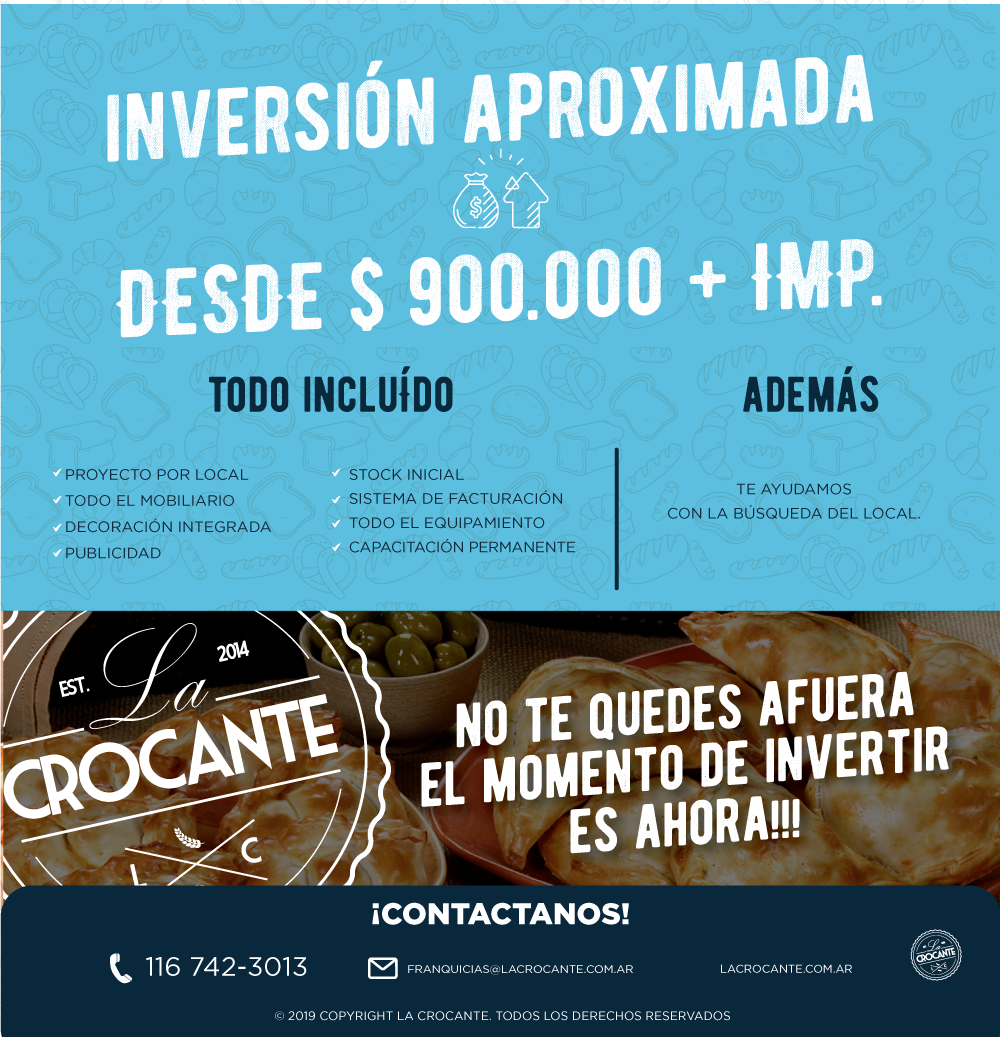 INVERSIÓN APROXIMADA
$
DESDE $ 900.000 + IMP.
TODO INCLUÍDO
PROYECTO POR LOCAL
TODO EL MOBILIARIO
DECORACIÓN INTEGRADA
PUBLICIDAD
STOCK INICIAL
SISTEMA DE FACTURACIÓN
TODO EL EQUIPAMIENTO
CAPACITACIÓN PERMANENTE
ADEMÁS
TE AYUDAMOS
CON LA BÚSQUEDA DEL LOCAL.
EST. La 2014
CROCANTE
L C
NO TE QUEDES AFUERA
EL MOMENTO DE INVERTIR
ES AHORA!!!
¡CONTACTANOS!
116 742-3013
FRANQUICIAS@LACROCANTE.COM.AR
LACROCANTE.COM.AR
La
CROCANTE
© 2019 COPYRIGHT LA CROCANTE. TODOS LOS DERECHOS RESERVADOS